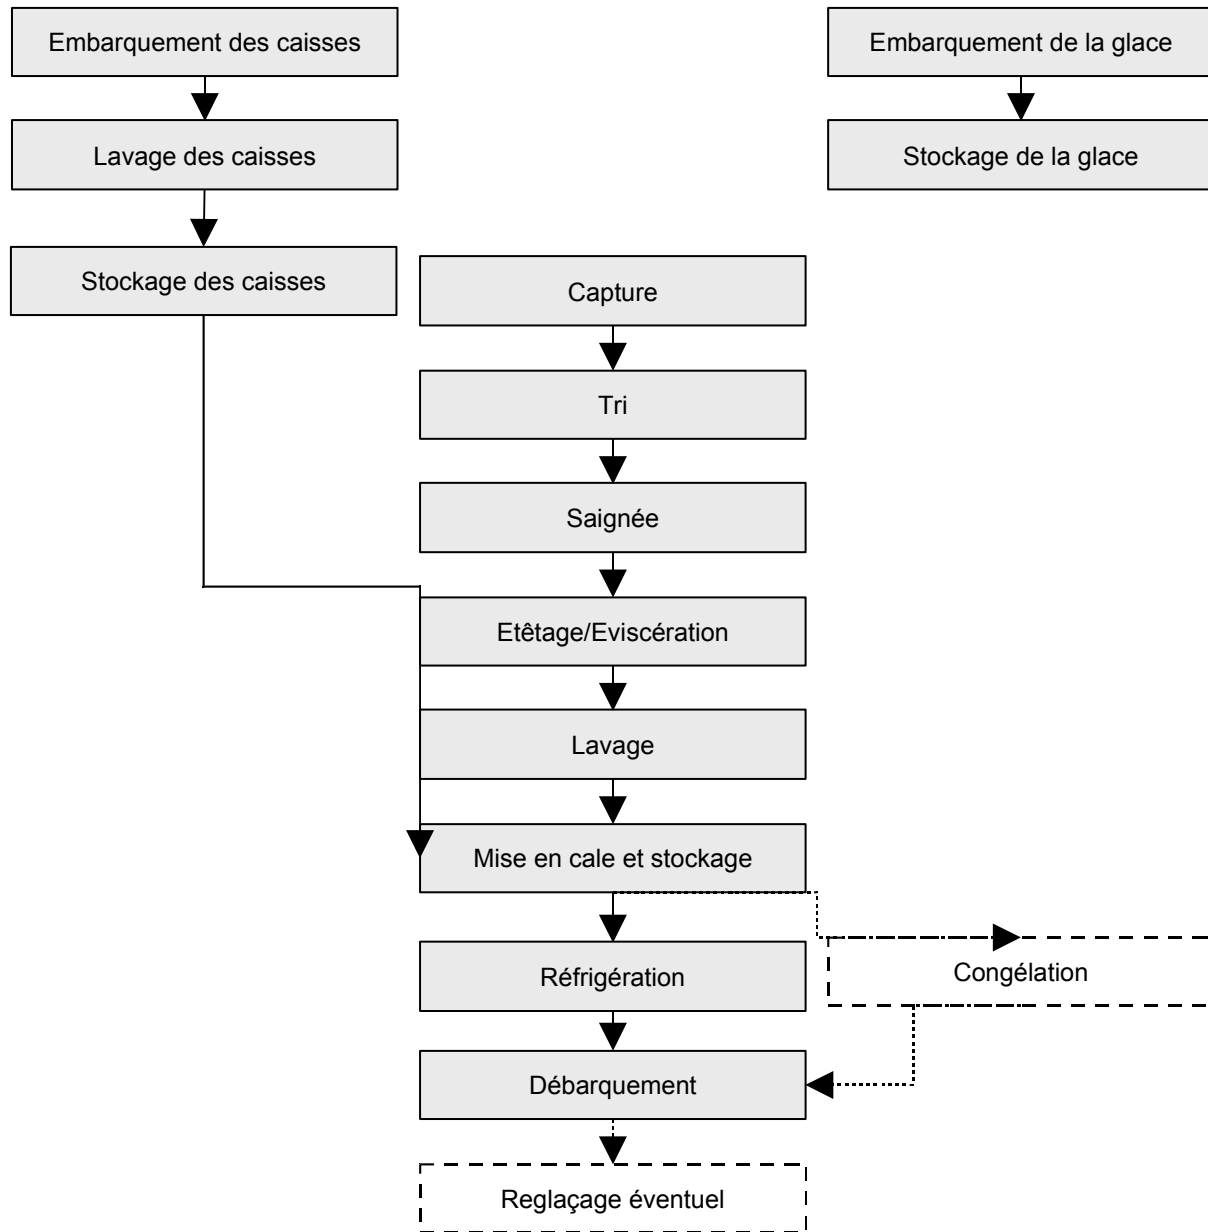 Embarquement des caisses
Embarquement de la glace
Lavage des caisses
Stockage de la glace
Stockage des caisses
Capture
Tri
Saignée
Etêtage/Eviscération
Lavage
Mise en cale et stockage
Réfrigération
Congélation
Débarquement
Reglaçage éventuel